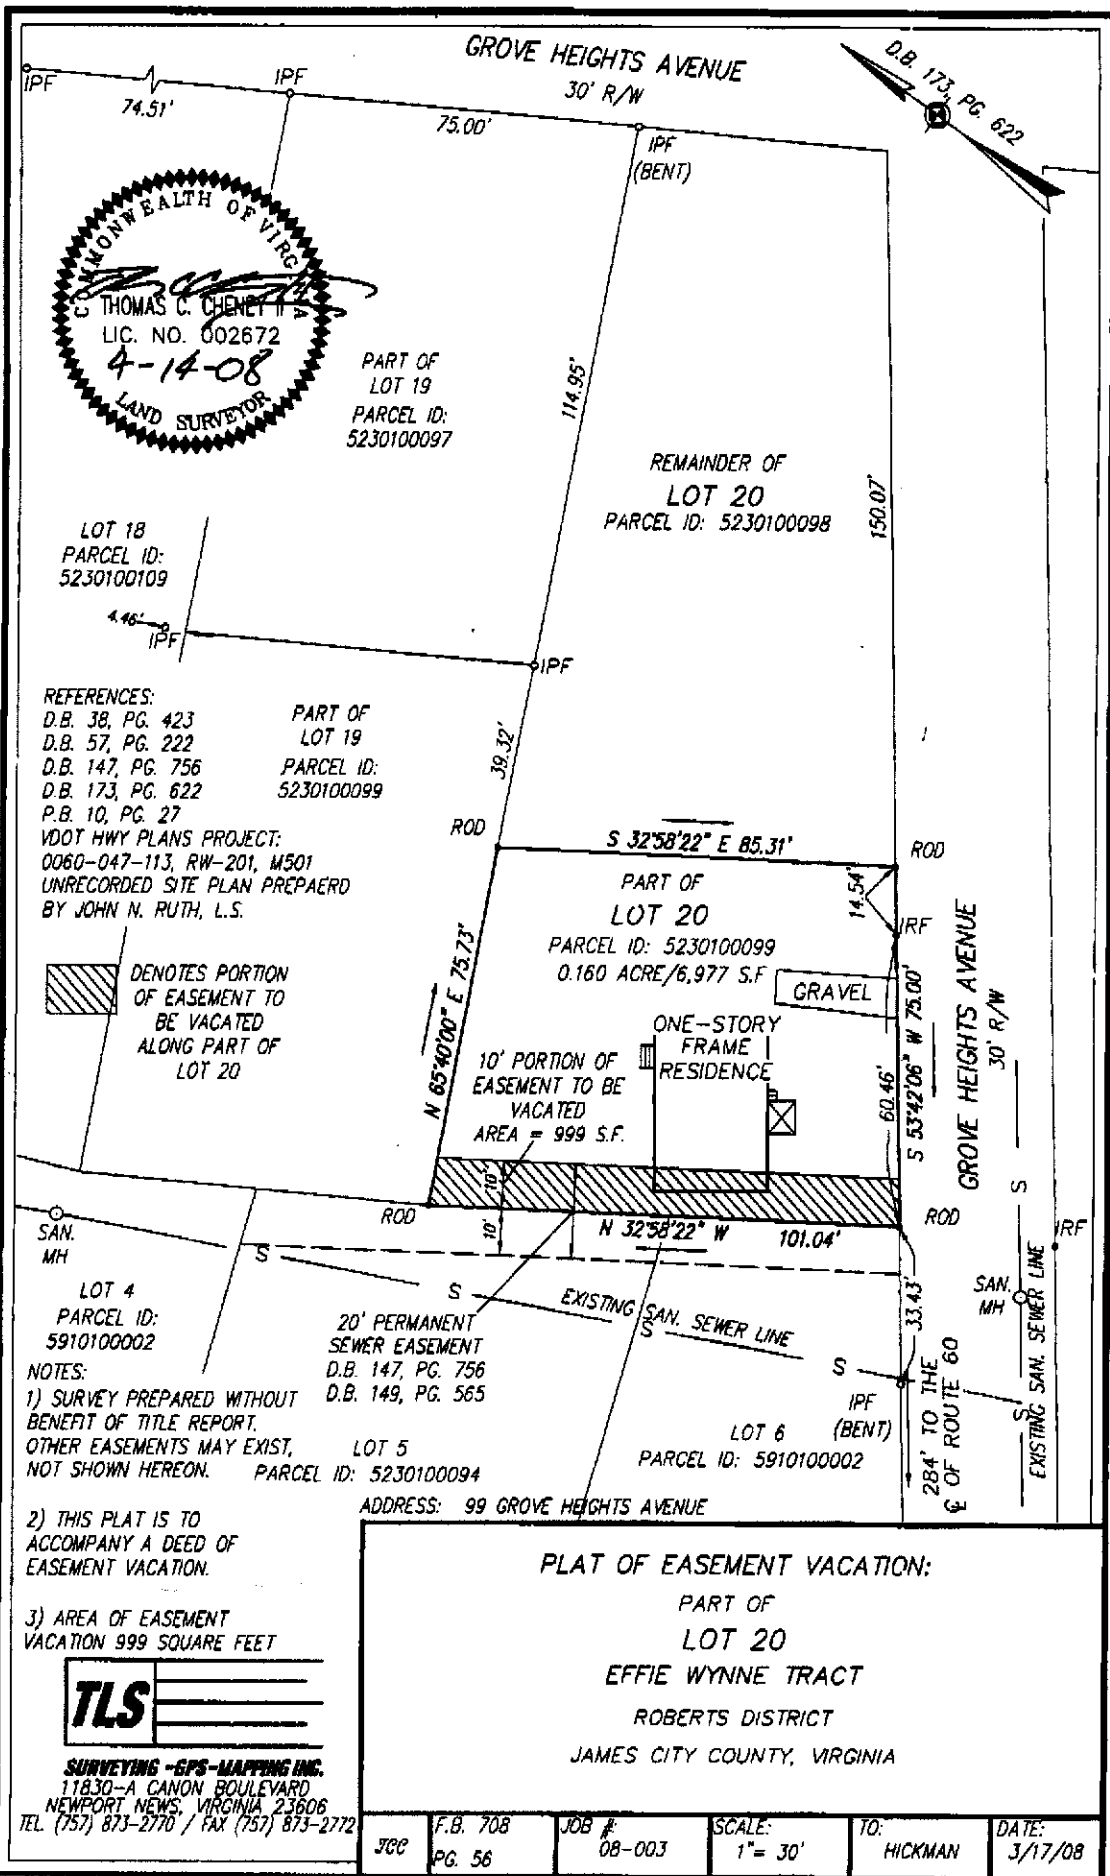 GROVE HEIGHTS AVENUE
30' R/W
D.B. 173, PG. 622
IPF
74.51'
IPF
75.00'
IPF
(BENT)
COMMONWEALTH OF VIRGINIA
THOMAS C. CHENEY II
LIC. NO. 002672
4-14-08
LAND SURVEYOR
PART OF
LOT 19
PARCEL ID:
5230100097
114.95'
REMAINDER OF
LOT 20
PARCEL ID: 5230100098
150.07'
LOT 18
PARCEL ID:
5230100109
4.46'
IPF
IPF
REFERENCES:
D.B. 38, PG. 423
D.B. 57, PG. 222
D.B. 147, PG. 756
D.B. 173, PG. 622
P.B. 10, PG. 27
VDOT HWY PLANS PROJECT:
0060-047-113, RW-201, M501
UNRECORDED SITE PLAN PREPAERD
BY JOHN N. RUTH, L.S.
PART OF
LOT 19
PARCEL ID:
5230100099
39.32'
ROD
S 32°58'22" E 85.31'
ROD
PART OF
LOT 20
PARCEL ID: 5230100099
0.160 ACRE/6,977 S.F.
14.54'
IRF
GRAVEL
ONE-STORY
FRAME
RESIDENCE
DENOTES PORTION
OF EASEMENT TO
BE VACATED
ALONG PART OF
LOT 20
N 65°40'00" E 75.73'
10' PORTION OF
EASEMENT TO BE
VACATED
AREA = 999 S.F.
60.46'
S 53°42'06" W 75.00'
GROVE HEIGHTS AVENUE
30' R/W
10'
10'
ROD
N 32°58'22" W 101.04'
ROD
IRF
SAN.
MH
S
S
EXISTING SAN. SEWER LINE
S
S
33.43'
SAN.
MH
S
S
EXISTING SAN. SEWER LINE
LOT 4
PARCEL ID:
5910100002
20' PERMANENT
SEWER EASEMENT
D.B. 147, PG. 756
D.B. 149, PG. 565
IPF
(BENT)
284' TO THE
℄ OF ROUTE 60
NOTES:
1) SURVEY PREPARED WITHOUT
BENEFIT OF TITLE REPORT.
OTHER EASEMENTS MAY EXIST,
NOT SHOWN HEREON.
LOT 5
PARCEL ID: 5230100094
LOT 6
PARCEL ID: 5910100002
2) THIS PLAT IS TO
ACCOMPANY A DEED OF
EASEMENT VACATION.
3) AREA OF EASEMENT
VACATION 999 SQUARE FEET
ADDRESS: 99 GROVE HEIGHTS AVENUE
PLAT OF EASEMENT VACATION:
PART OF
LOT 20
EFFIE WYNNE TRACT
ROBERTS DISTRICT
JAMES CITY COUNTY, VIRGINIA
TLS
SURVEYING-GPS-MAPPING INC.
11830-A CANON BOULEVARD
NEWPORT NEWS, VIRGINIA 23606
TEL (757) 873-2770 / FAX (757) 873-2772
JCC
F.B. 708
PG. 56
JOB #:
08-003
SCALE:
1"= 30'
TO:
HICKMAN
DATE:
3/17/08